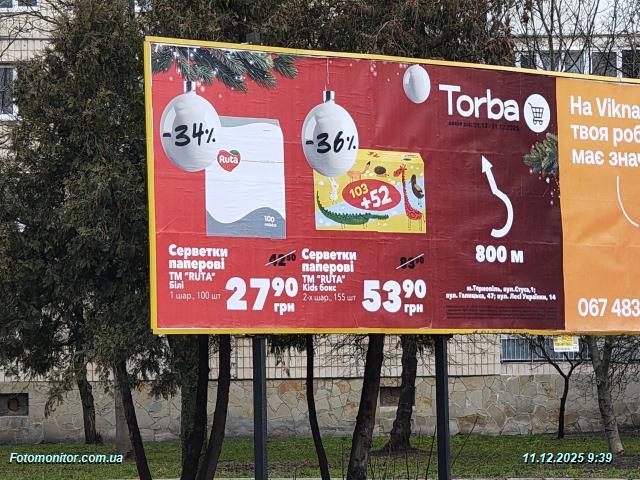 -34%
Ruta
100
Серветки
паперові
ТМ "RUTA"
Білі
1 шар., 100 шт
27 90
грн
-36%
103
+52
Серветки
паперові
ТМ "RUTA"
Kids бокс
2-х шар., 155 шт
53 90
грн
Torba
800 м
м.Тернопіль, вул.Стуса,1;
вул. Галицька, 47; вул. Лесі Українки, 14
На Vikna
твоя роб
має знач
067 483
Fotomonitor.com.ua
11.12.2025 9:39